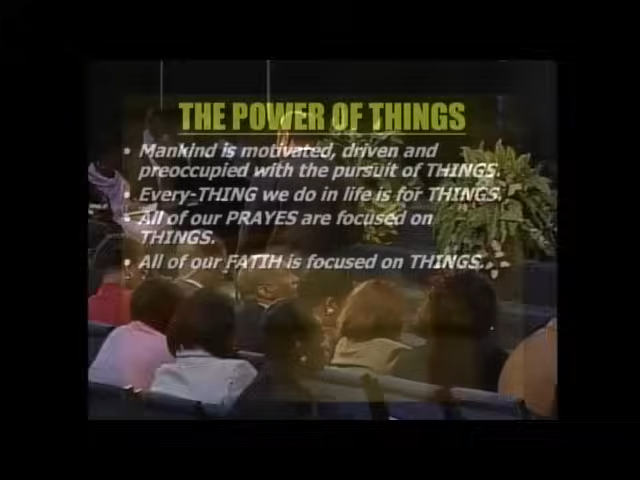 THE POWER OF THINGS
• Mankind is motivated, driven and
preoccupied with the pursuit of THINGS.
• Every-THING we do in life is for THINGS.
• All of our PRAYES are focused on
THINGS.
• All of our FATIH is focused on THINGS.